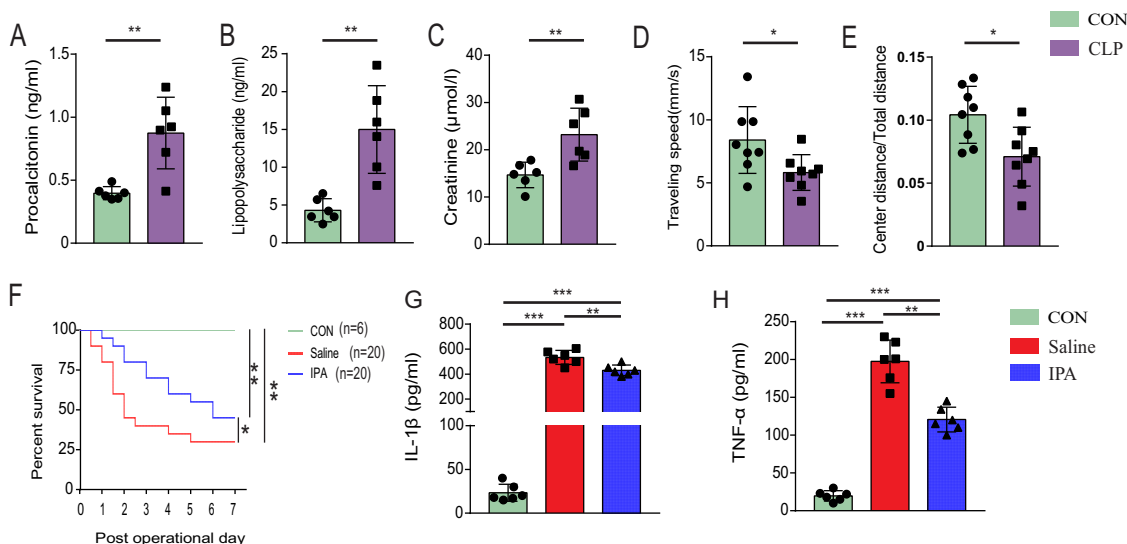 CON
CLP
A
**
Procalcitonin (ng/ml)
1.5
1.0
0.5
0.0
B
**
Lipopolysaccharide (ng/ml)
25
20
15
10
5
0
C
**
Creatinine (μmol/l)
40
30
20
10
0
D
*
Traveling speed(mm/s)
15
10
5
0
E
*
Center distance/Total distance
0.15
0.10
0.05
0.00
F
Percent survival
100
75
50
25
0
0 1 2 3 4 5 6 7
Post operational day
CON (n=6)
Saline (n=20)
IPA (n=20)
**
**
*
G
***
*** **
IL-1β (pg/ml)
800
600
400
200
50
0
H
***
*** **
TNF-α (pg/ml)
250
200
150
100
50
0
CON
Saline
IPA